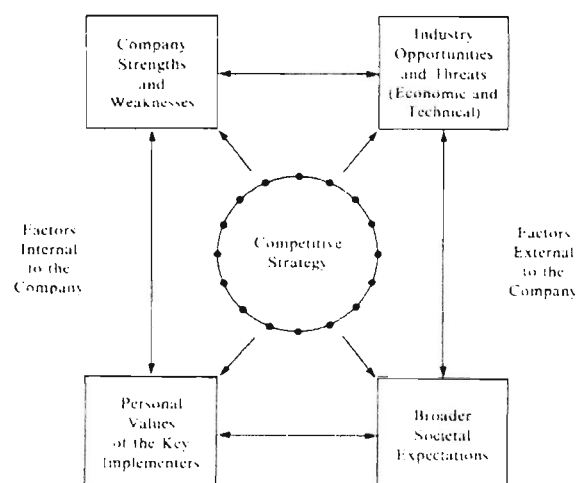 Company
Strengths
and
Weaknesses
Industry
Opportunities
and Threats
(Economic and
Technical)
Factors
Internal
to the
Company
Competitive
Strategy
Factors
External
to the
Company
Personal
Values
of the Key
Implementers
Broader
Societal
Expectations